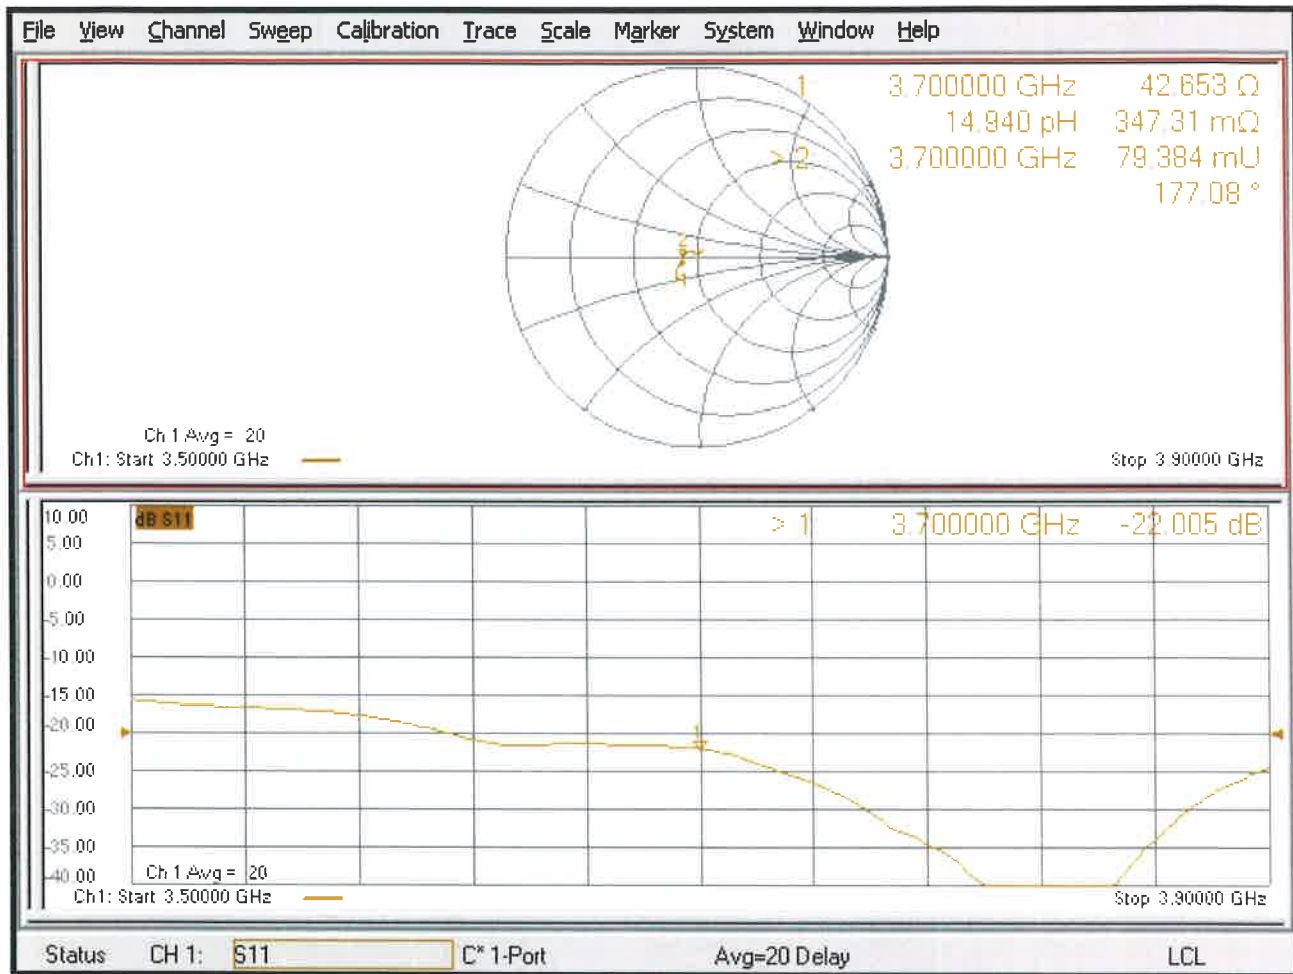 File View Channel Sweep Calibration Trace Scale Marker System Window Help
1 3.700000 GHz 42.653 Ω
14.940 pH 347.31 mΩ
> 2 3.700000 GHz 79.384 mU
177.08 °
2
1
Ch 1 Avg = 20
Ch1: Start 3.50000 GHz
Stop 3.90000 GHz
10.00
dB S11
> 1 3.700000 GHz -22.005 dB
5.00
0.00
-5.00
-10.00
-15.00
-20.00
1
-25.00
-30.00
-35.00
-40.00
Ch 1 Avg = 20
Ch1: Start 3.50000 GHz
Stop 3.90000 GHz
Status CH 1: S11 C* 1-Port Avg=20 Delay LCL